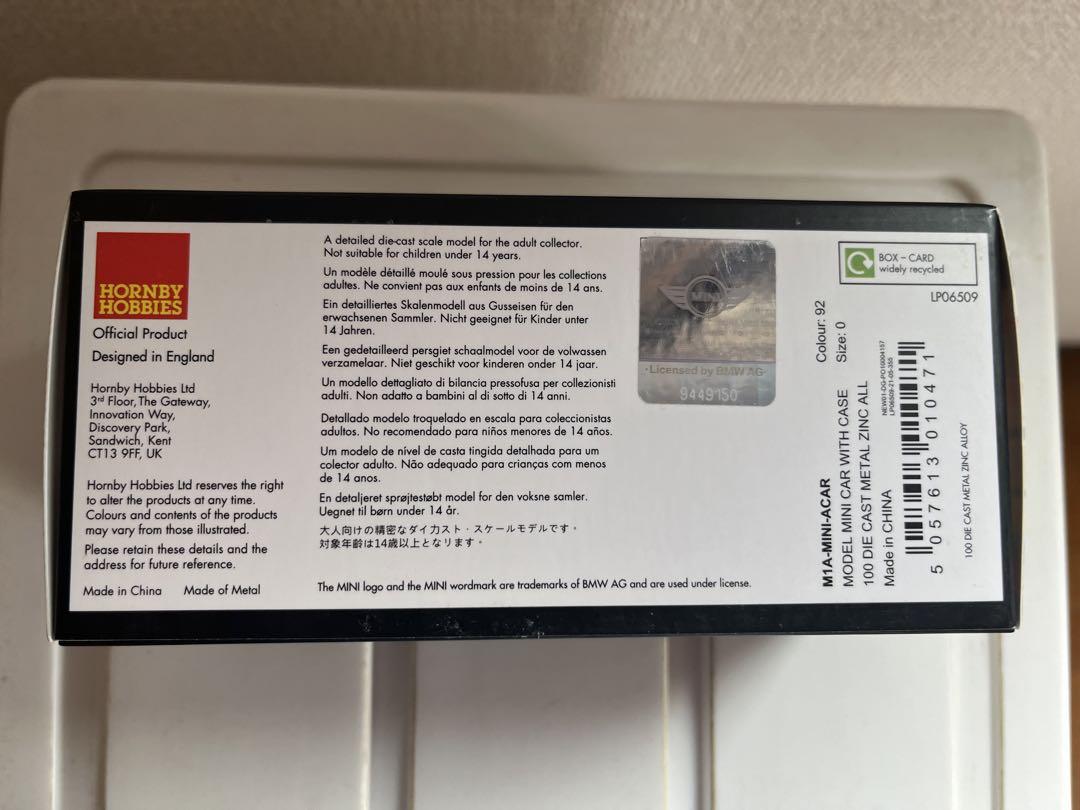 HORNBY
HOBBIES
Official Product
Designed in England
Hornby Hobbies Ltd
3rd Floor, The Gateway,
Innovation Way,
Discovery Park,
Sandwich, Kent
CT13 9FF, UK
Hornby Hobbies Ltd reserves the right
to alter the products at any time.
Colours and contents of the products
may vary from those illustrated.
Please retain these details and the
address for future reference.
Made in China Made of Metal
A detailed die-cast scale model for the adult collector.
Not suitable for children under 14 years.
Un modèle détaillé moulé sous pression pour les collections
adultes. Ne convient pas aux enfants de moins de 14 ans.
Ein detailliertes Skalenmodell aus Gusseisen für den
erwachsenen Sammler. Nicht geeignet für Kinder unter
14 Jahren.
Een gedetailleerd persgiet schaalmodel voor de volwassen
verzamelaar. Niet geschikt voor kinderen onder 14 jaar.
Un modello dettagliato di bilancia pressofusa per collezionisti
adulti. Non adatto a bambini al di sotto di 14 anni.
Detallado modelo troquelado en escala para coleccionistas
adultos. No recomendado para niños menores de 14 años.
Um modelo de nível de casta tingida detalhada para um
colector adulto. Não adequado para crianças com menos
de 14 anos.
En detaljeret sprøjtestøbt model for den voksne samler.
Uegnet til børn under 14 år.
大人向けの精密なダイカスト・スケールモデルです。
対象年齢は14歳以上となります。
The MINI logo and the MINI wordmark are trademarks of BMW AG and are used under license.
MINI
·Licensed by BMW AG·
9449150
BOX – CARD
widely recycled
LP06509
M1A-MINI-ACAR
MODEL MINI CAR WITH CASE
Colour: 92
100 DIE CAST METAL ZINC ALL
Size: 0
Made in CHINA
NEW01-DG-PO10004157
LP06509-21-05-355
5 057613 010471
100 DIE CAST METAL ZINC ALLOY